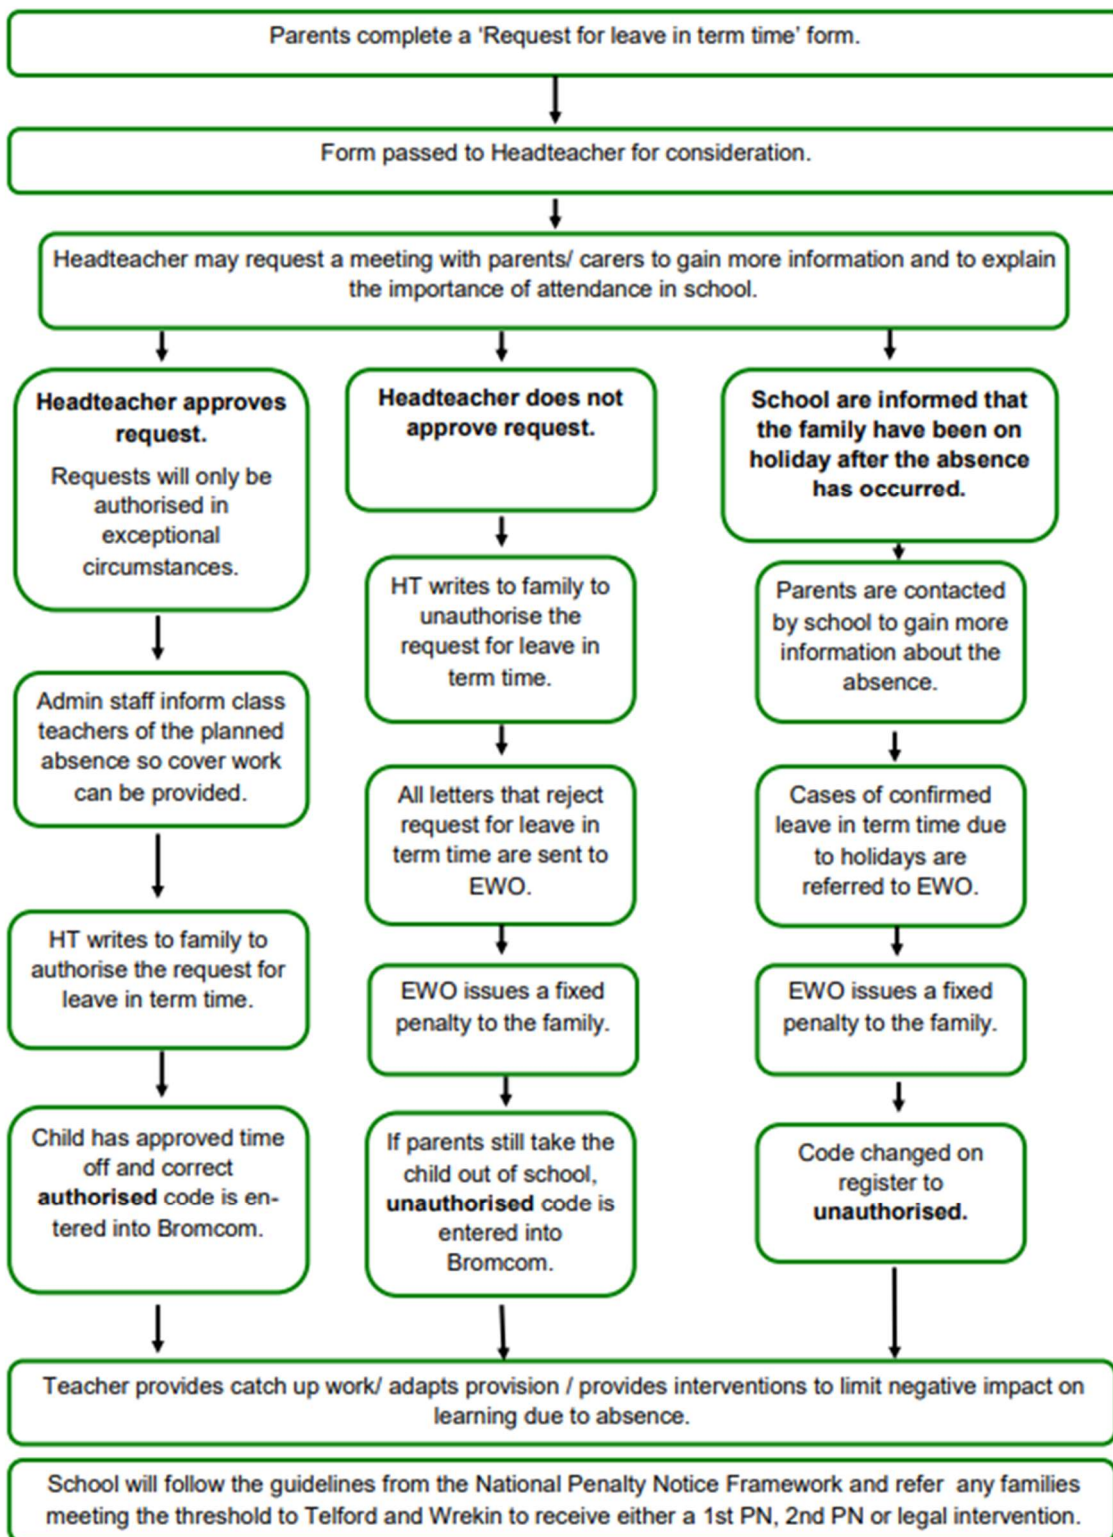 Parents complete a ‘Request for leave in term time’ form.
Form passed to Headteacher for consideration.
Headteacher may request a meeting with parents/ carers to gain more information and to explain
the importance of attendance in school.
Headteacher approves
request.
Requests will only be
authorised in
exceptional
circumstances.
Admin staff inform class
teachers of the planned
absence so cover work
can be provided.
HT writes to family to
authorise the request for
leave in term time.
Child has approved time
off and correct
authorised code is en-
tered into Bromcom.
Headteacher does not
approve request.
HT writes to family to
unauthorise the
request for leave in
term time.
All letters that reject
request for leave in
term time are sent to
EWO.
EWO issues a fixed
penalty to the family.
If parents still take the
child out of school,
unauthorised code is
entered into
Bromcom.
School are informed that
the family have been on
holiday after the absence
has occurred.
Parents are contacted
by school to gain more
information about the
absence.
Cases of confirmed
leave in term time due
to holidays are
referred to EWO.
EWO issues a fixed
penalty to the family.
Code changed on
register to
unauthorised.
Teacher provides catch up work/ adapts provision / provides interventions to limit negative impact on
learning due to absence.
School will follow the guidelines from the National Penalty Notice Framework and refer  any families
meeting the threshold to Telford and Wrekin to receive either a 1st PN, 2nd PN or legal intervention.